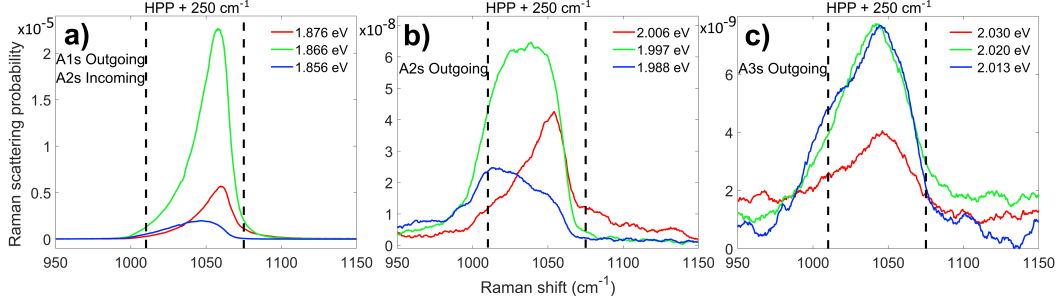 HPP + 250 cm-1
HPP + 250 cm-1
HPP + 250 cm-1
x10-5
x10-8
x10-9
a)
b)
c)
1.876 eV
1.866 eV
1.856 eV
2.006 eV
1.997 eV
1.988 eV
2.030 eV
2.020 eV
2.013 eV
A1s Outgoing
A2s Incoming
A2s Outgoing
A3s Outgoing
Raman scattering probability
2
1.5
1
0.5
0
8
6
4
2
0
8
6
4
2
0
950 1000 1050 1100 1150
950 1000 1050 1100 1150
950 1000 1050 1100 1150
Raman shift (cm-1)